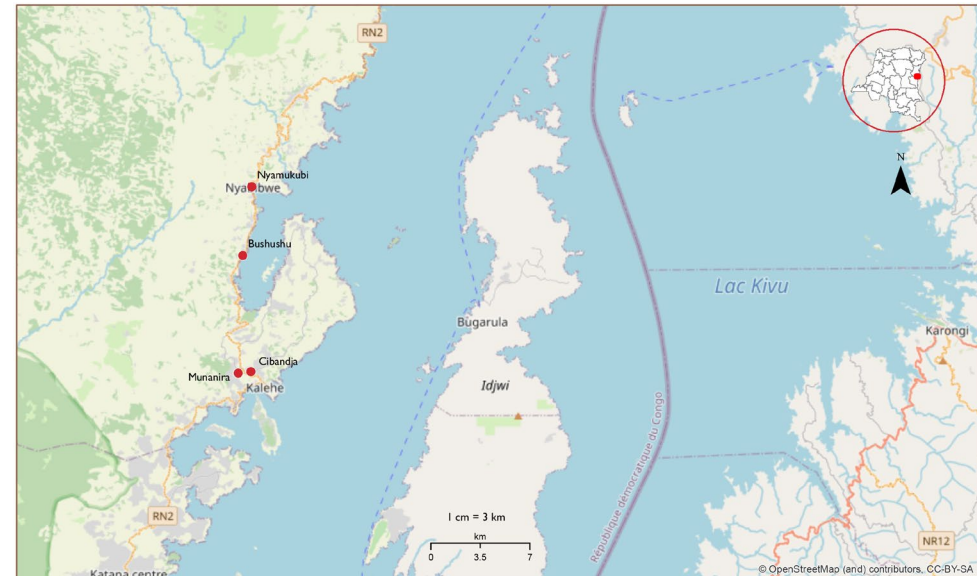 RN2
N
Nyamukubi
Bushushu
Lac Kivu
Bugarula
Karongi
Cibandja
Munanira
Kalehe
Idjwi
République démocratique du Congo
RN2
1 cm = 3 km
km
0 3.5 7
NR12
Katana centre
© OpenStreetMap (and) contributors, CC-BY-SA